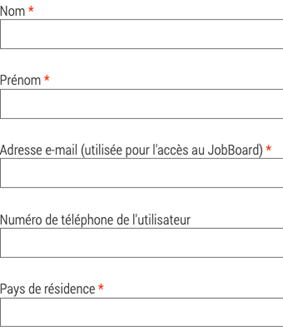 Nom *
Prénom *
Adresse e-mail (utilisée pour l'accès au JobBoard) *
Numéro de téléphone de l'utilisateur
Pays de résidence *